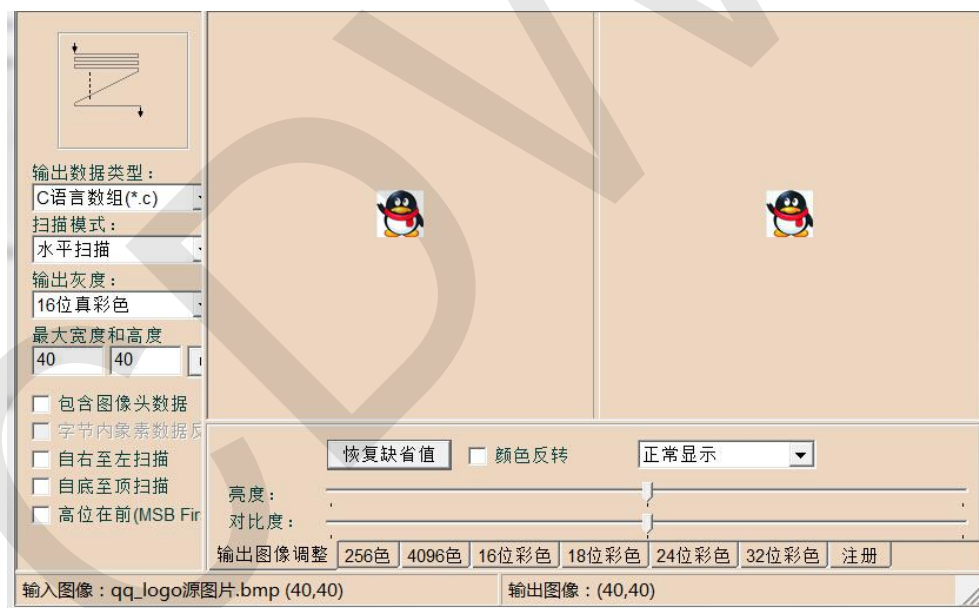 输出数据类型：
C语言数组(*.c)
扫描模式：
水平扫描
输出灰度：
16位真彩色
最大宽度和高度
40 40
包含图像头数据
字节内象素数据
自右至左扫描
自底至顶扫描
高位在前(MSB Fir
恢复缺省值 颜色反转 正常显示
亮度：
对比度：
输出图像调整 256色 4096色 16位彩色 18位彩色 24位彩色 32位彩色 注册
输入图像：qq_logo源图片.bmp (40,40) 输出图像：(40,40)